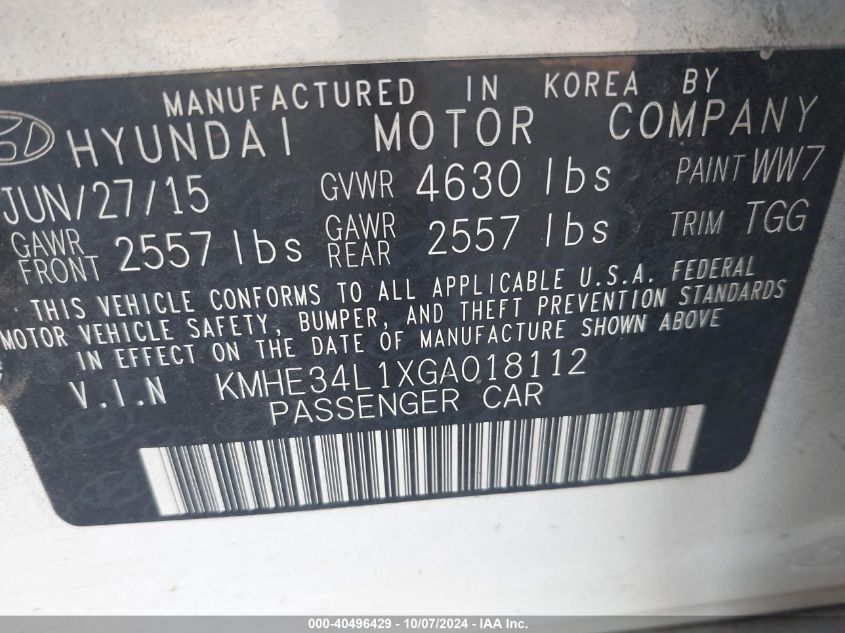 MANUFACTURED IN KOREA BY
HYUNDAI MOTOR COMPANY
JUN/27/15 GVWR 4630 lbs PAINT WW7
GAWR FRONT 2557 lbs GAWR REAR 2557 lbs TRIM TGG
THIS VEHICLE CONFORMS TO ALL APPLICABLE U.S.A. FEDERAL
MOTOR VEHICLE SAFETY, BUMPER, AND THEFT PREVENTION STANDARDS
IN EFFECT ON THE DATE OF MANUFACTURE SHOWN ABOVE
V.I.N KMHE34L1XGA018112
PASSENGER CAR
000-40496429 - 10/07/2024 - IAA Inc.